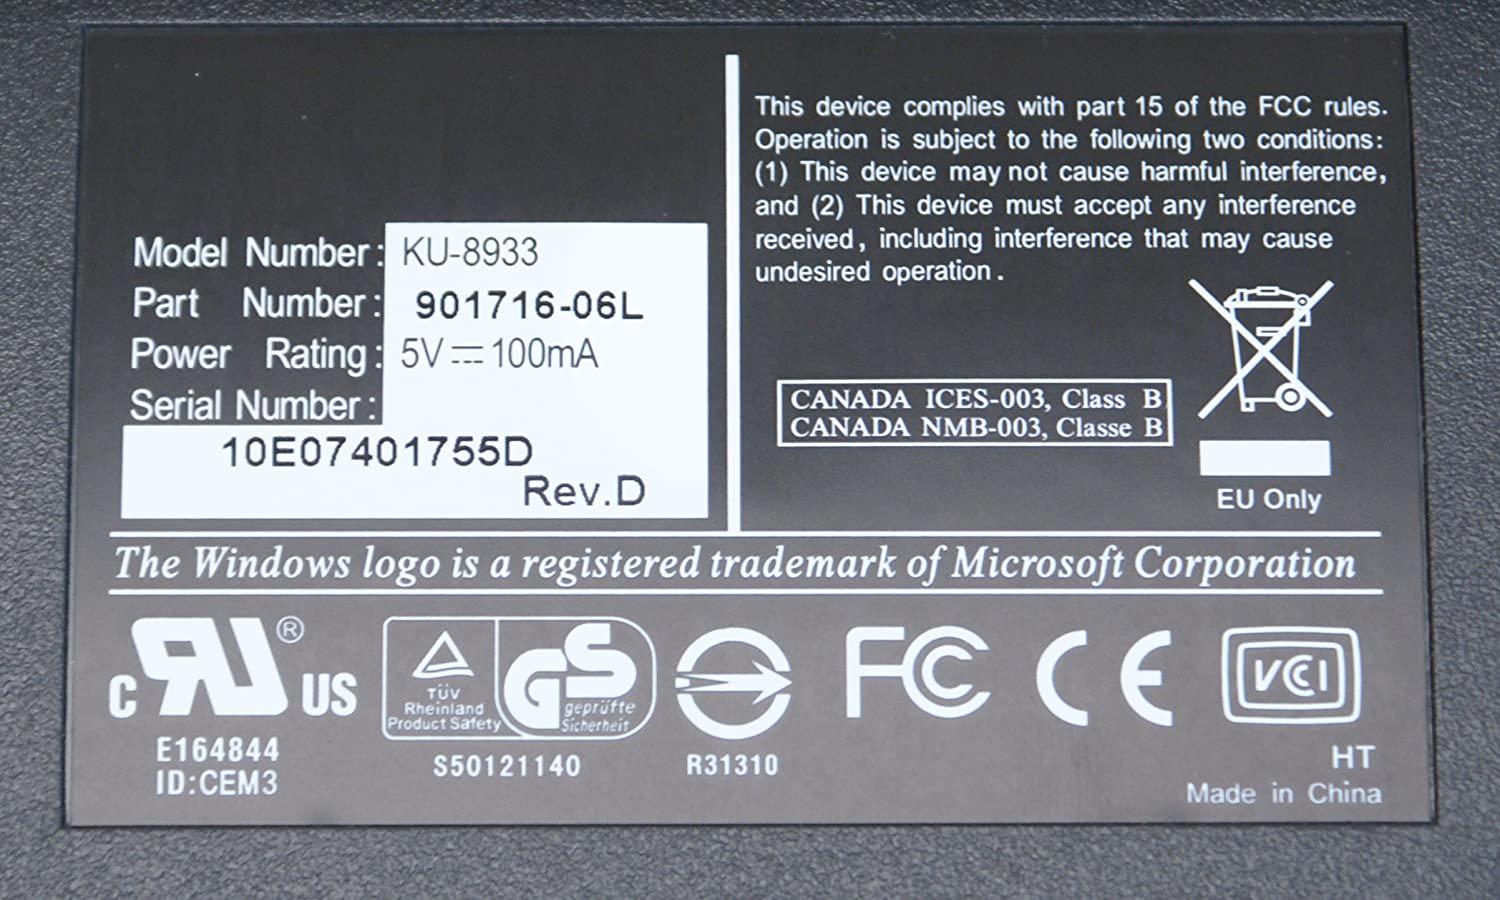 Model Number: KU-8933
Part Number: 901716-06L
Power Rating: 5V⎓100mA
Serial Number:
10E07401755D
Rev.D
This device complies with part 15 of the FCC rules.
Operation is subject to the following two conditions:
(1) This device may not cause harmful interference,
and (2) This device must accept any interference
received, including interference that may cause
undesired operation.
CANADA ICES-003, Class B
CANADA NMB-003, Classe B
EU Only
The Windows logo is a registered trademark of Microsoft Corporation
c RU ® US
E164844
ID:CEM3
TÜV
Rheinland
Product Safety
GS
geprüfte
Sicherheit
S50121140
R31310
FC
CE
VCI
HT
Made in China